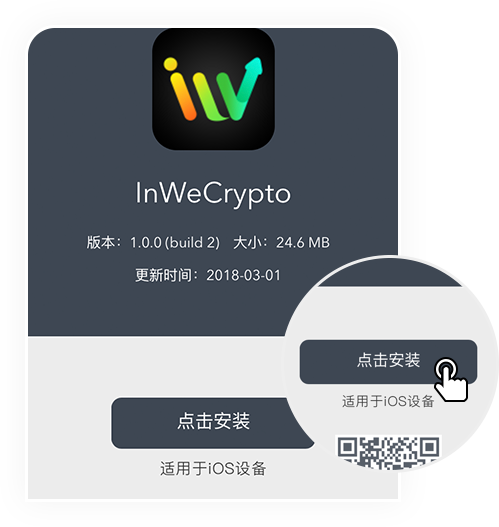 iw
InWeCrypto
版本：1.0.0 (build 2) 大小：24.6 MB
更新时间：2018-03-01
点击安装
适用于iOS设备
点击安装
适用于iOS设备